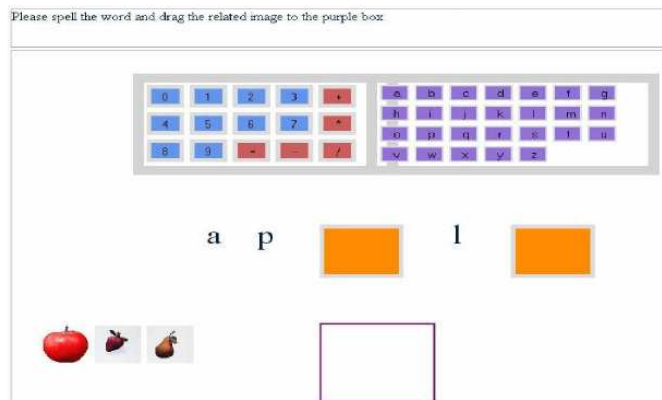 Please spell the word and drag the related image to the purple box
0 1 2 3 + a b c d e f g
4 5 6 7 * h i j k l m n
8 9 = - / o p q r s t u
v w x y z
a p l